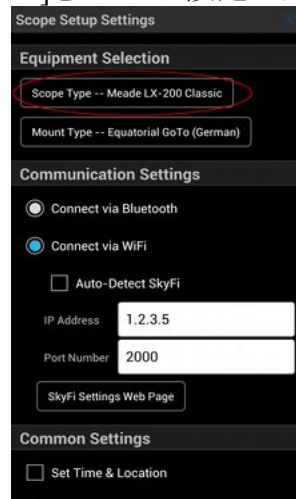 Scope Setup Settings
Equipment Selection
Scope Type -- Meade LX-200 Classic
Mount Type -- Equatorial GoTo (German)
Communication Settings
Connect via Bluetooth
Connect via WiFi
Auto-Detect SkyFi
IP Address 1.2.3.5
Port Number 2000
SkyFi Settings Web Page
Common Settings
Set Time & Location